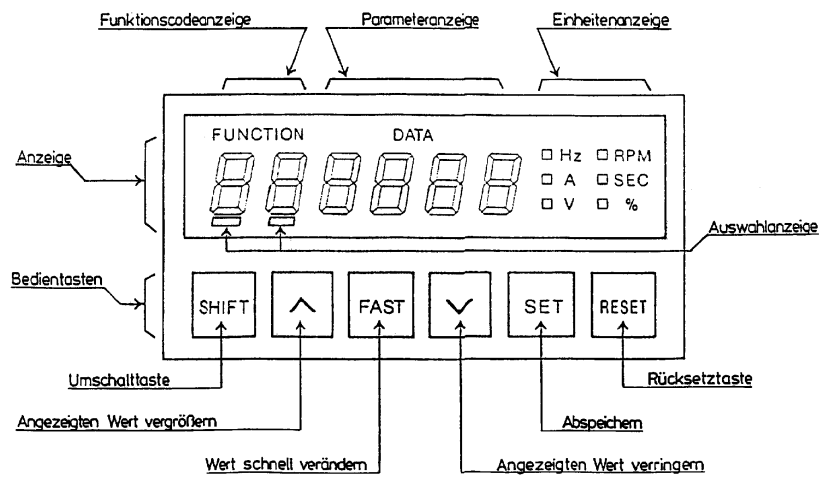 Funktionscodeanzeige Parameteranzeige Einheitenanzeige
FUNCTION DATA
Hz RPM
Anzeige
A SEC
V %
Auswahlanzeige
Bedientasten
SHIFT FAST SET RESET
Umschalttaste
Rücksetztaste
Angezeigten Wert vergrößern
Abspeichern
Wert schnell verändern
Angezeigten Wert verringern